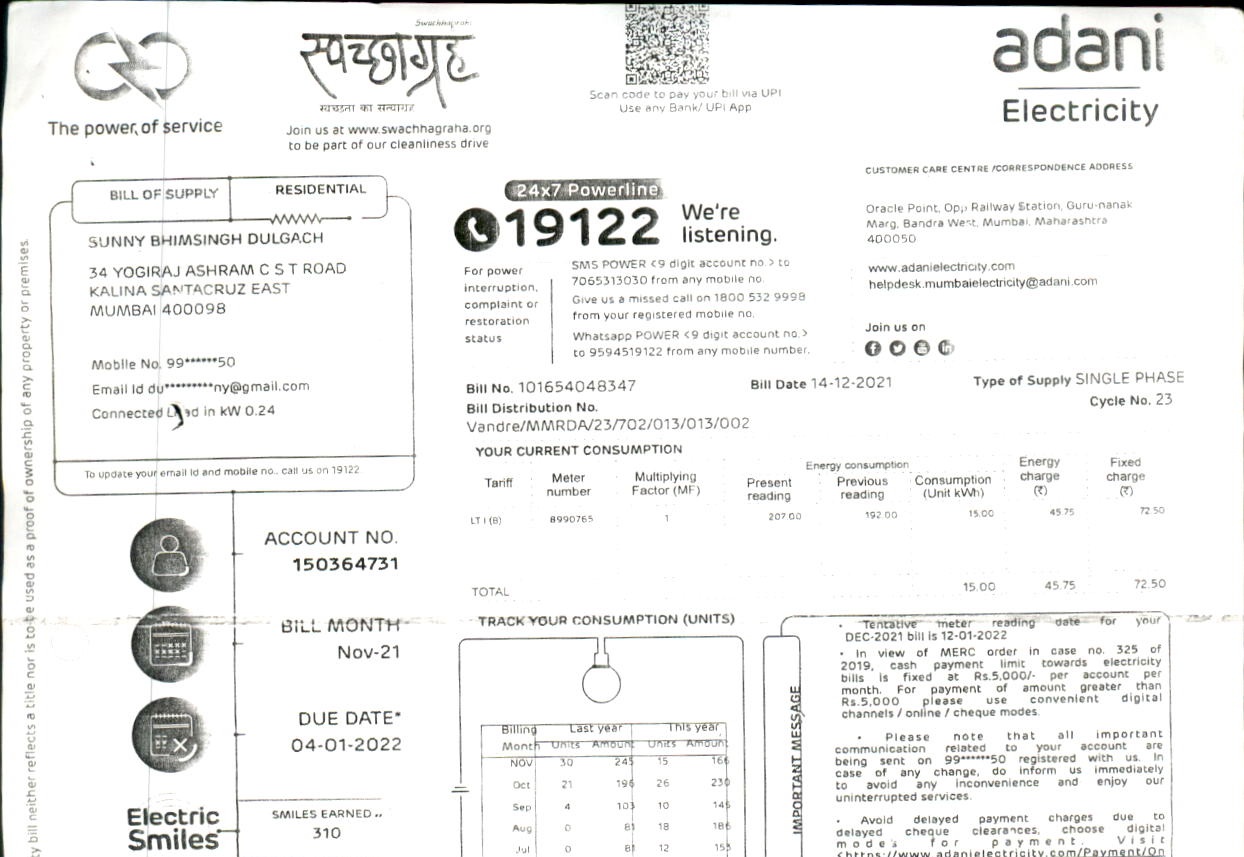 The power of service
Swachhagraha
स्वच्छाग्रह
स्वच्छता का सत्याग्रह
Join us at www.swachhagraha.org
to be part of our cleanliness drive
Scan code to pay your bill via UPI
Use any Bank/ UPI App
adani
Electricity
BILL OF SUPPLY
RESIDENTIAL
SUNNY BHIMSINGH DULGACH
34 YOGIRAJ ASHRAM C S T ROAD
KALINA SANTACRUZ EAST
MUMBAI 400098
Mobile No. 99******50
Email Id du*********ny@gmail.com
Connected Load in kW 0.24
To update your email Id and mobile no., call us on 19122
24x7 Powerline
19122
We're
listening.
For power
interruption,
complaint or
restoration
status
SMS POWER <9 digit account no.> to
7065313030 from any mobile no.
Give us a missed call on 1800 532 9998
from your registered mobile no.
Whatsapp POWER <9 digit account no.>
to 9594519122 from any mobile number.
CUSTOMER CARE CENTRE /CORRESPONDENCE ADDRESS
Oracle Point, Opp Railway Station, Guru-nanak
Marg, Bandra West, Mumbai, Maharashtra
400050
www.adanielectricity.com
helpdesk.mumbaielectricity@adani.com
Join us on
Bill No. 101654048347
Bill Date 14-12-2021
Type of Supply SINGLE PHASE
Cycle No. 23
Bill Distribution No.
Vandre/MMRDA/23/702/013/013/002
YOUR CURRENT CONSUMPTION
Tariff Meter number Multiplying Factor (MF) Energy consumption Present reading Previous reading Consumption (Unit kWh) Energy charge (₹) Fixed charge (₹)
LT I (B) 8990765 1 207.00 192.00 15.00 45.75 72.50
TOTAL 15.00 45.75 72.50
ty bill neither reflects a title nor is to be used as a proof of ownership of any property or premises.
ACCOUNT NO.
150364731
BILL MONTH
Nov-21
DUE DATE*
04-01-2022
Electric
Smiles
SMILES EARNED
310
TRACK YOUR CONSUMPTION (UNITS)
Billing Last year This year
Month Units Amount Units Amount
NOV 30 245 15 166
Oct 21 196 26 230
Sep 4 103 10 146
Aug 0 81 18 186
Jul 0 81 12 155
IMPORTANT MESSAGE
• Tentative meter reading date for your
DEC-2021 bill is 12-01-2022
• In view of MERC order in case no. 325 of
2019, cash payment limit towards electricity
bills is fixed at Rs.5,000/- per account per
month. For payment of amount greater than
Rs.5,000 please use convenient digital
channels / online / cheque modes.
• Please note that all important
communication related to your account are
being sent on 99******50 registered with us. In
case of any change, do inform us immediately
to avoid any inconvenience and enjoy our
uninterrupted services.
• Avoid delayed payment charges due to
delayed cheque clearances, choose digital
modes for payment. Visit
<https://www.adanielectricity.com/Payment/On